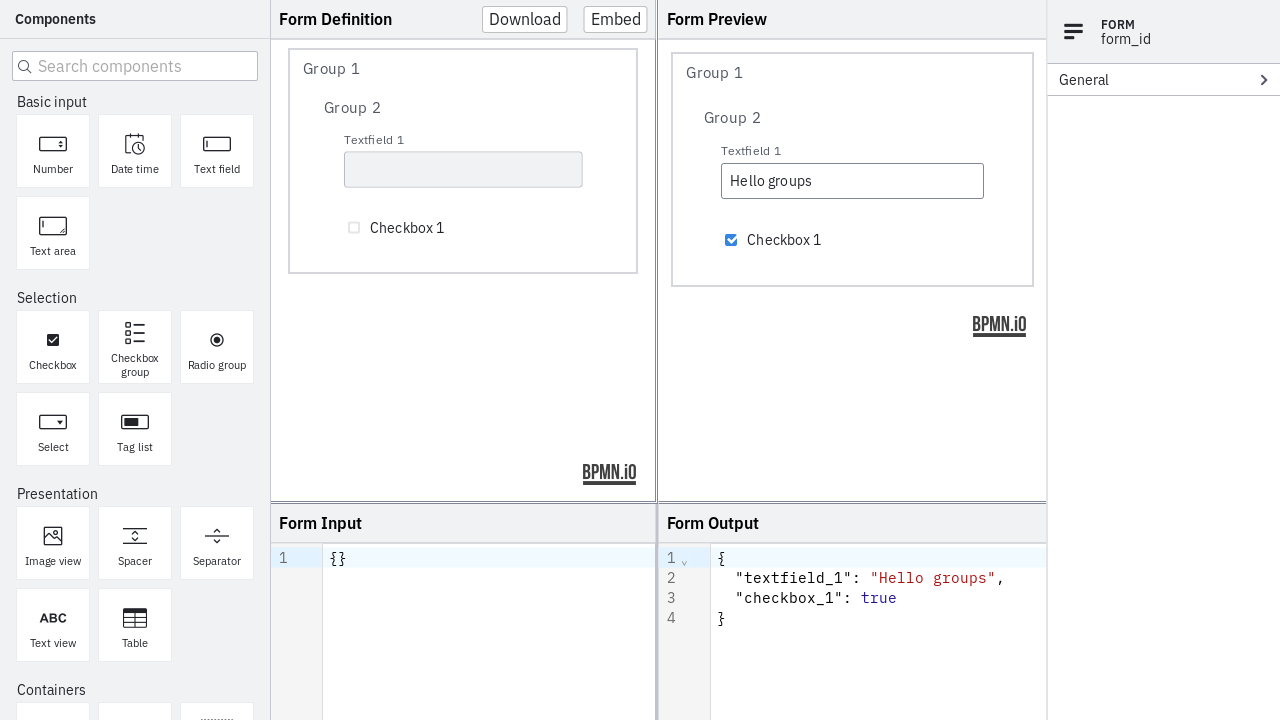 Components
Search components
Basic input
Number
Date time
Text field
Text area
Selection
Checkbox
Checkbox
group
Radio group
Select
Tag list
Presentation
Image view
Spacer
Separator
ABC
Text view
Table
Containers
Form Definition
Download
Embed
Group 1
Group 2
Textfield 1
Checkbox 1
BPMN.iO
Form Preview
Group 1
Group 2
Textfield 1
Hello groups
Checkbox 1
BPMN.iO
Form Input
1
{}
Form Output
1 {
2 "textfield_1": "Hello groups",
3 "checkbox_1": true
4 }
FORM
form_id
General